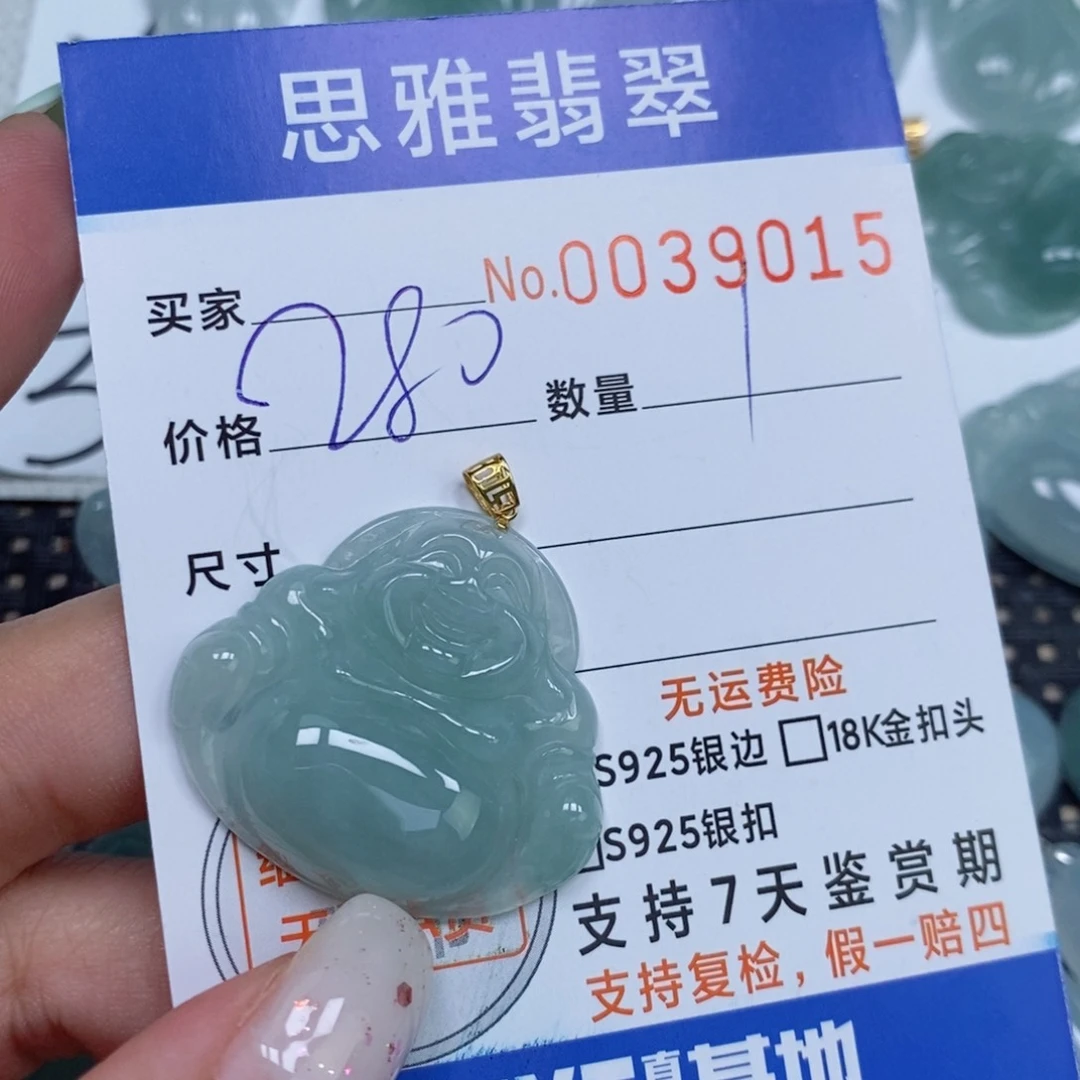 思雅翡翠
No.0039015
买家
价格 280 数量 1
尺寸
无运费险
S925银边 □18K金扣头
S925银扣
支持7天鉴赏期
支持复检，假一赔四
基地